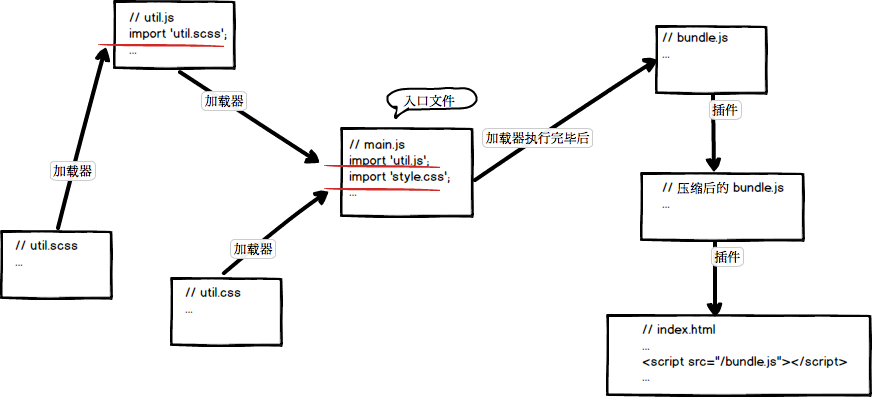 // util.js
import 'util.scss';
...
加载器
加载器
// util.scss
...
入口文件
// main.js
import 'util.js';
import 'style.css';
...
加载器
// util.css
...
加载器执行完毕后
// bundle.js
...
插件
// 压缩后的 bundle.js
...
插件
// index.html
...
<script src="/bundle.js"></script>
...